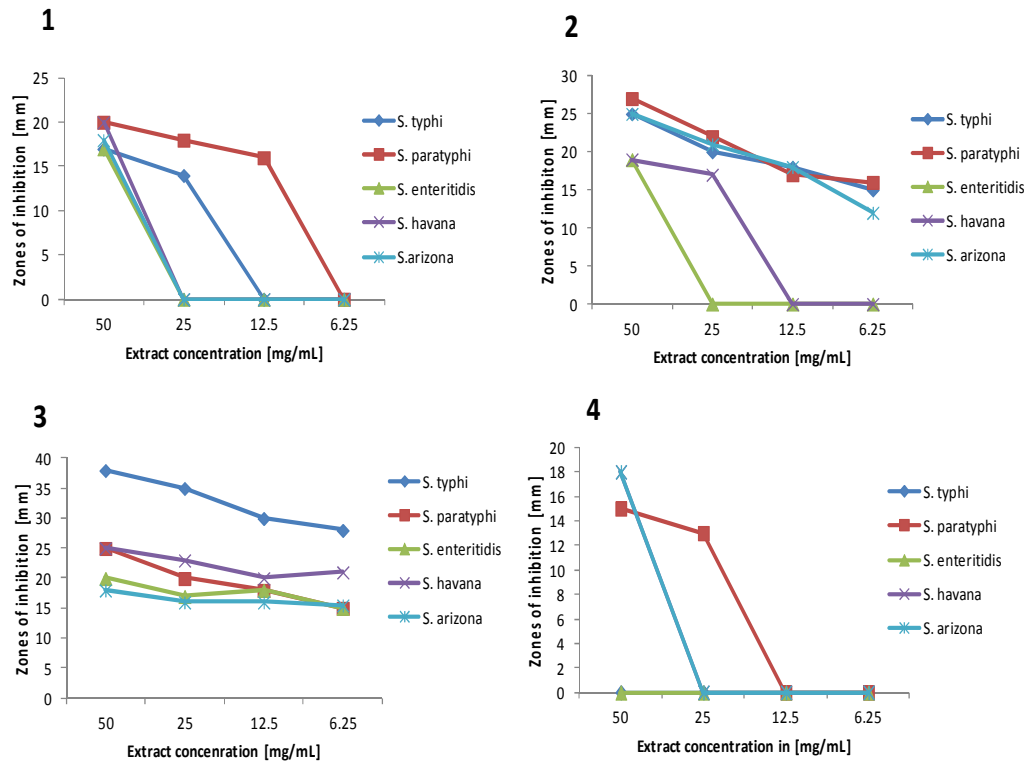 1
Zones of inhibition [mm]
25
20
15
10
5
0
50 25 12.5 6.25
Extract concentration [mg/mL]
S. typhi
S. paratyphi
S. enteritidis
S. havana
S.arizona
2
Zones of inhibition [mm]
30
25
20
15
10
5
0
50 25 12.5 6.25
Extract concentration [mg/mL]
S. typhi
S. paratyphi
S. enteritidis
S. havana
S. arizona
3
Zones of inhibition [mm]
40
35
30
25
20
15
10
5
0
50 25 12.5 6.25
Extract concenration [mg/mL]
S. typhi
S. paratyphi
S. enteritidis
S. havana
S. arizona
4
Zones of inhibition [mm]
20
18
16
14
12
10
8
6
4
2
0
50 25 12.5 6.25
Extract concentration in [mg/mL]
S. typhi
S. paratyphi
S. enteritidis
S. havana
S. arizona